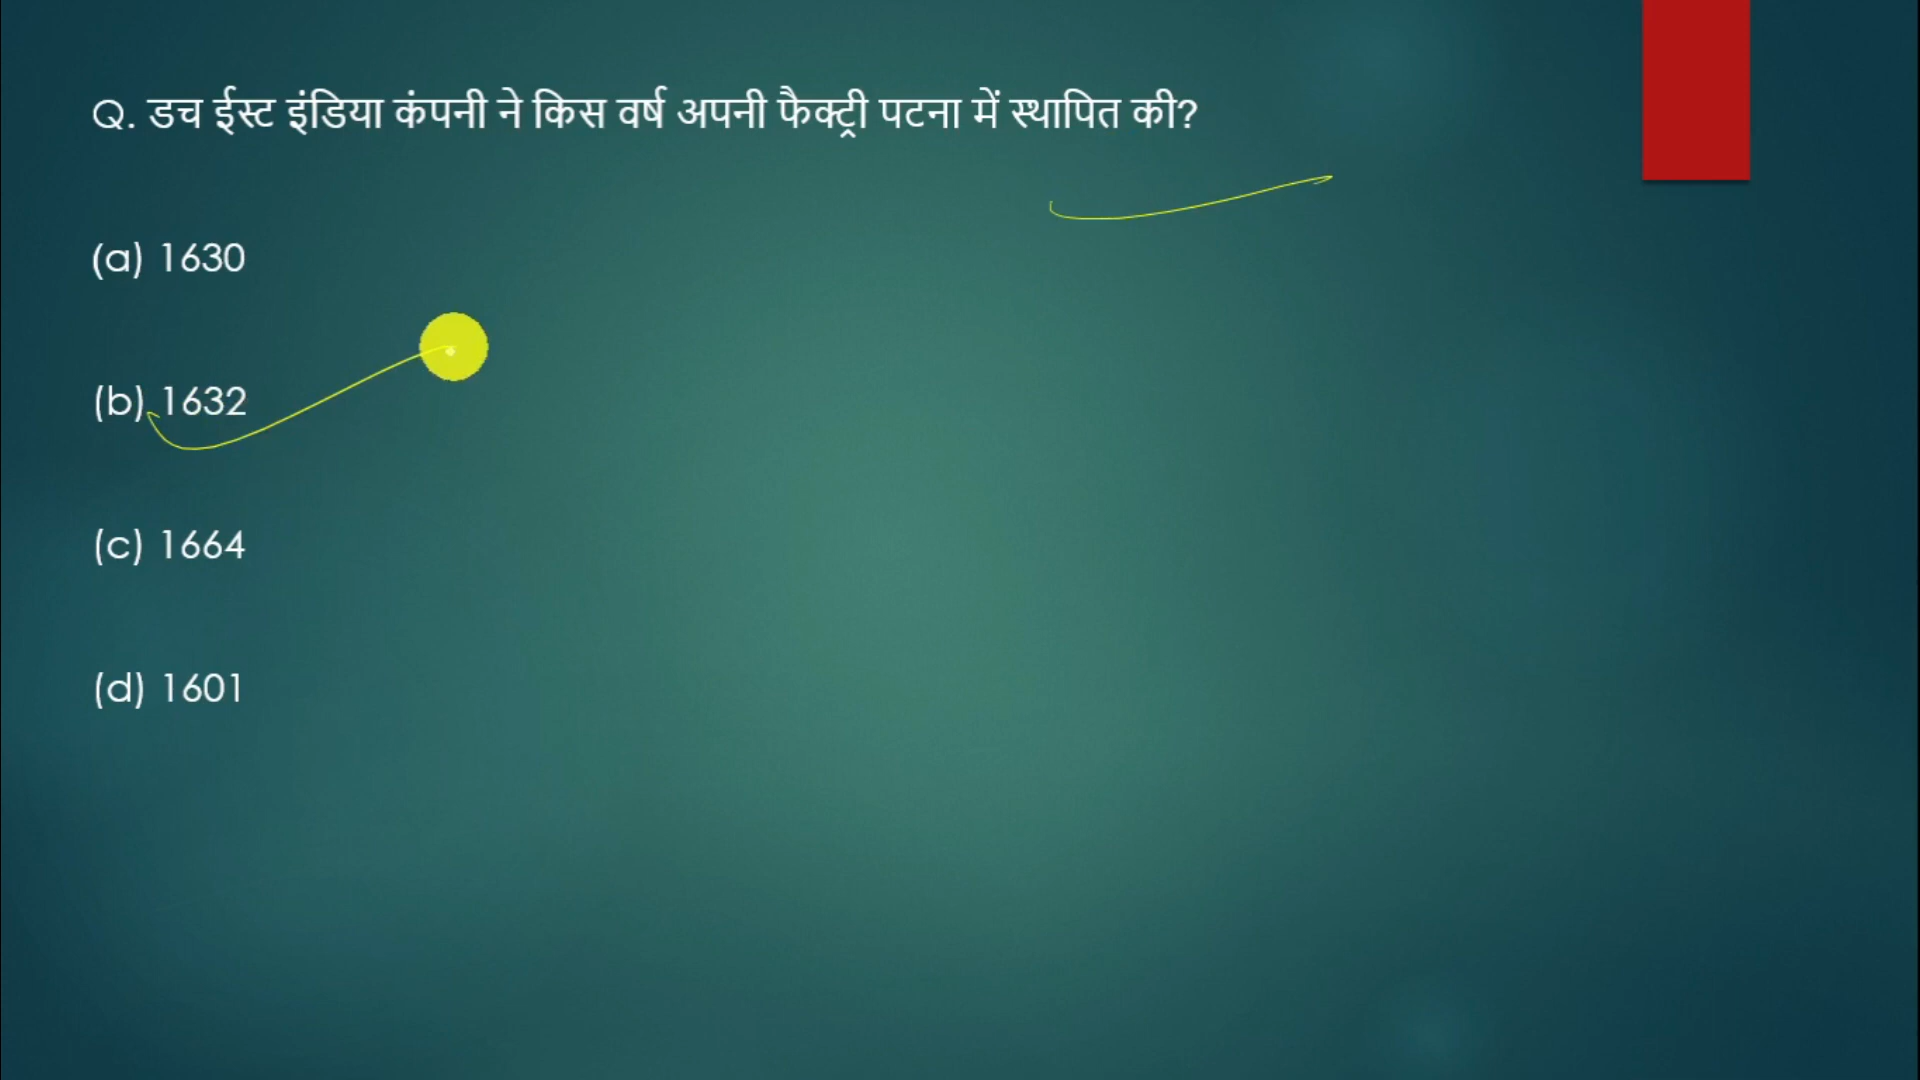 Q. डच ईस्ट इंडिया कंपनी ने किस वर्ष अपनी फैक्ट्री पटना में स्थापित की?
(a) 1630
(b) 1632
(c) 1664
(d) 1601